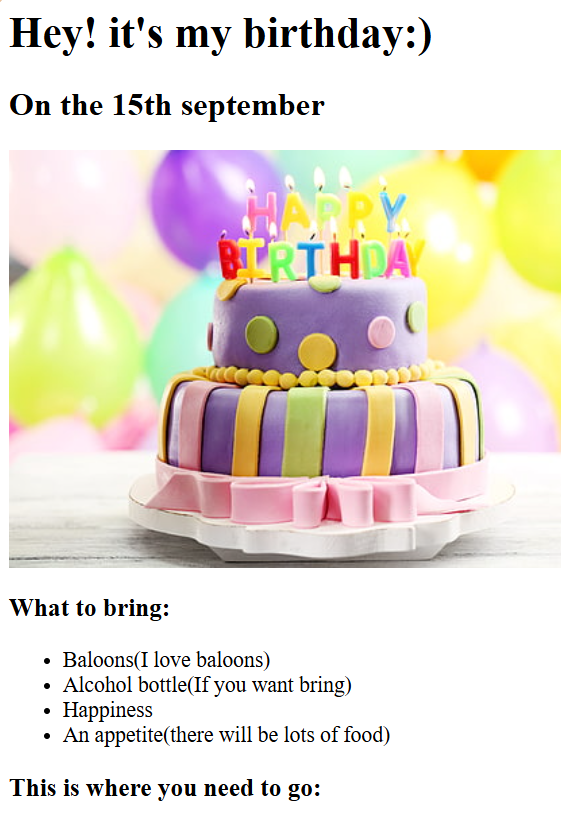 Hey! it's my birthday:)
On the 15th september
HAPPY
BIRTHDAY
What to bring:
Baloons(I love baloons)
Alcohol bottle(If you want bring)
Happiness
An appetite(there will be lots of food)
This is where you need to go: